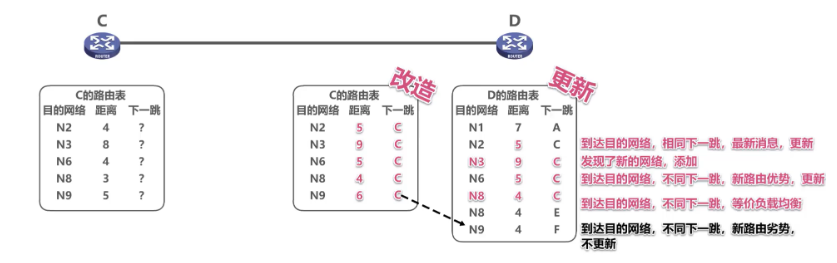 C
D
ROUTER
ROUTER
改造
更新
C的路由表
目的网络 距离 下一跳
N2 4 ?
N3 8 ?
N6 4 ?
N8 3 ?
N9 5 ?
C的路由表
目的网络 距离 下一跳
N2 5 C
N3 9 C
N6 5 C
N8 4 C
N9 6 C
D的路由表
目的网络 距离 下一跳
N1 7 A
N2 5 C
N3 9 C
N6 5 C
N8 4 C
N8 4 E
N9 4 F
到达目的网络，相同下一跳，最新消息，更新
发现了新的网络，添加
到达目的网络，不同下一跳，新路由优势，更新
到达目的网络，不同下一跳，等价负载均衡
到达目的网络，不同下一跳，新路由劣势，
不更新